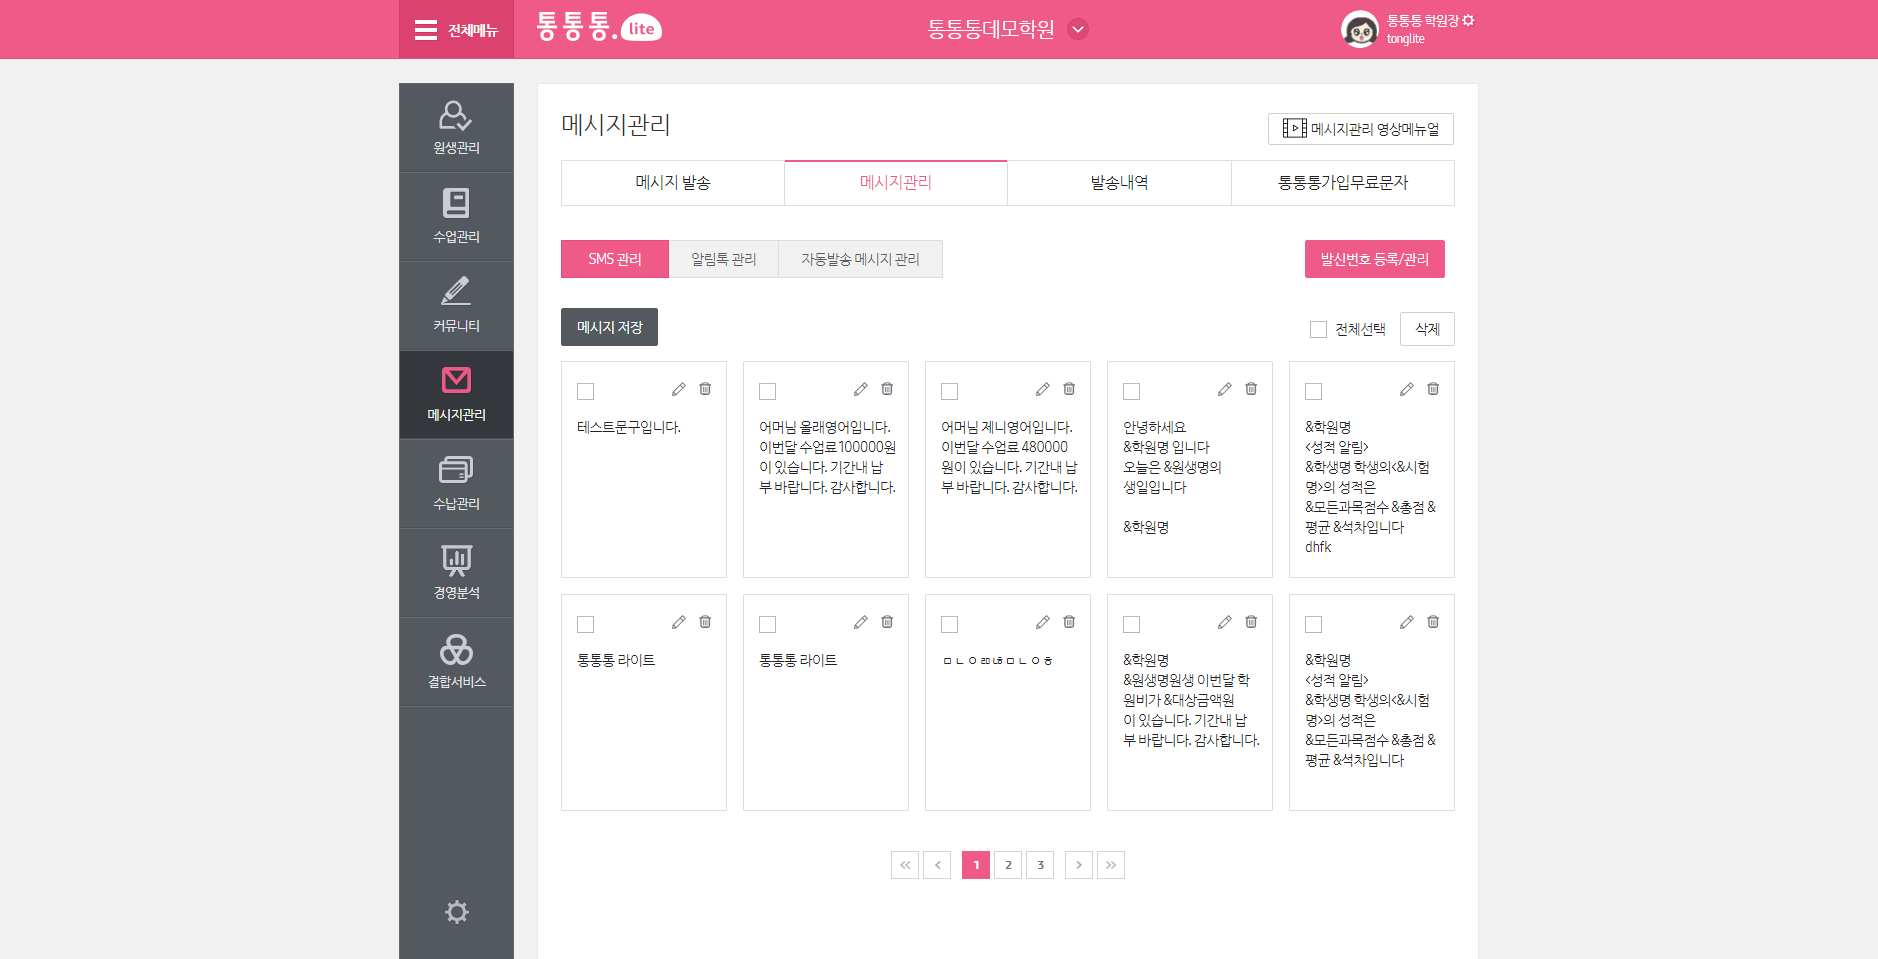 전체메뉴
통통통.lite
통통통데모학원
통통통 학원장
tonglite
원생관리
수업관리
커뮤니티
메시지관리
수납관리
경영분석
결합서비스
메시지관리
메시지관리 영상메뉴얼
메시지 발송
메시지관리
발송내역
통통통가입무료문자
SMS 관리
알림톡 관리
자동발송 메시지 관리
발신번호 등록/관리
메시지 저장
전체선택
삭제
테스트문구입니다.
어머님 올래영어입니다.
이번달 수업료100000원
이 있습니다. 기간내 납
부 바랍니다. 감사합니다.
어머님 제니영어입니다.
이번달 수업료 480000
원이 있습니다. 기간내 납
부 바랍니다. 감사합니다.
안녕하세요
&학원명 입니다
오늘은 &원생명의
생일입니다
&학원명
&학원명
<성적 알림>
&학생명 학생의<&시험
명>의 성적은
&모든과목점수 &총점 &
평균 &석차입니다
dhfk
통통통 라이트
통통통 라이트
&학원명
&원생명원생 이번달 학
원비가 &대상금액원
이 있습니다. 기간내 납
부 바랍니다. 감사합니다.
&학원명
<성적 알림>
&학생명 학생의<&시험
명>의 성적은
&모든과목점수 &총점 &
평균 &석차입니다
« ‹ 1 2 3 › »